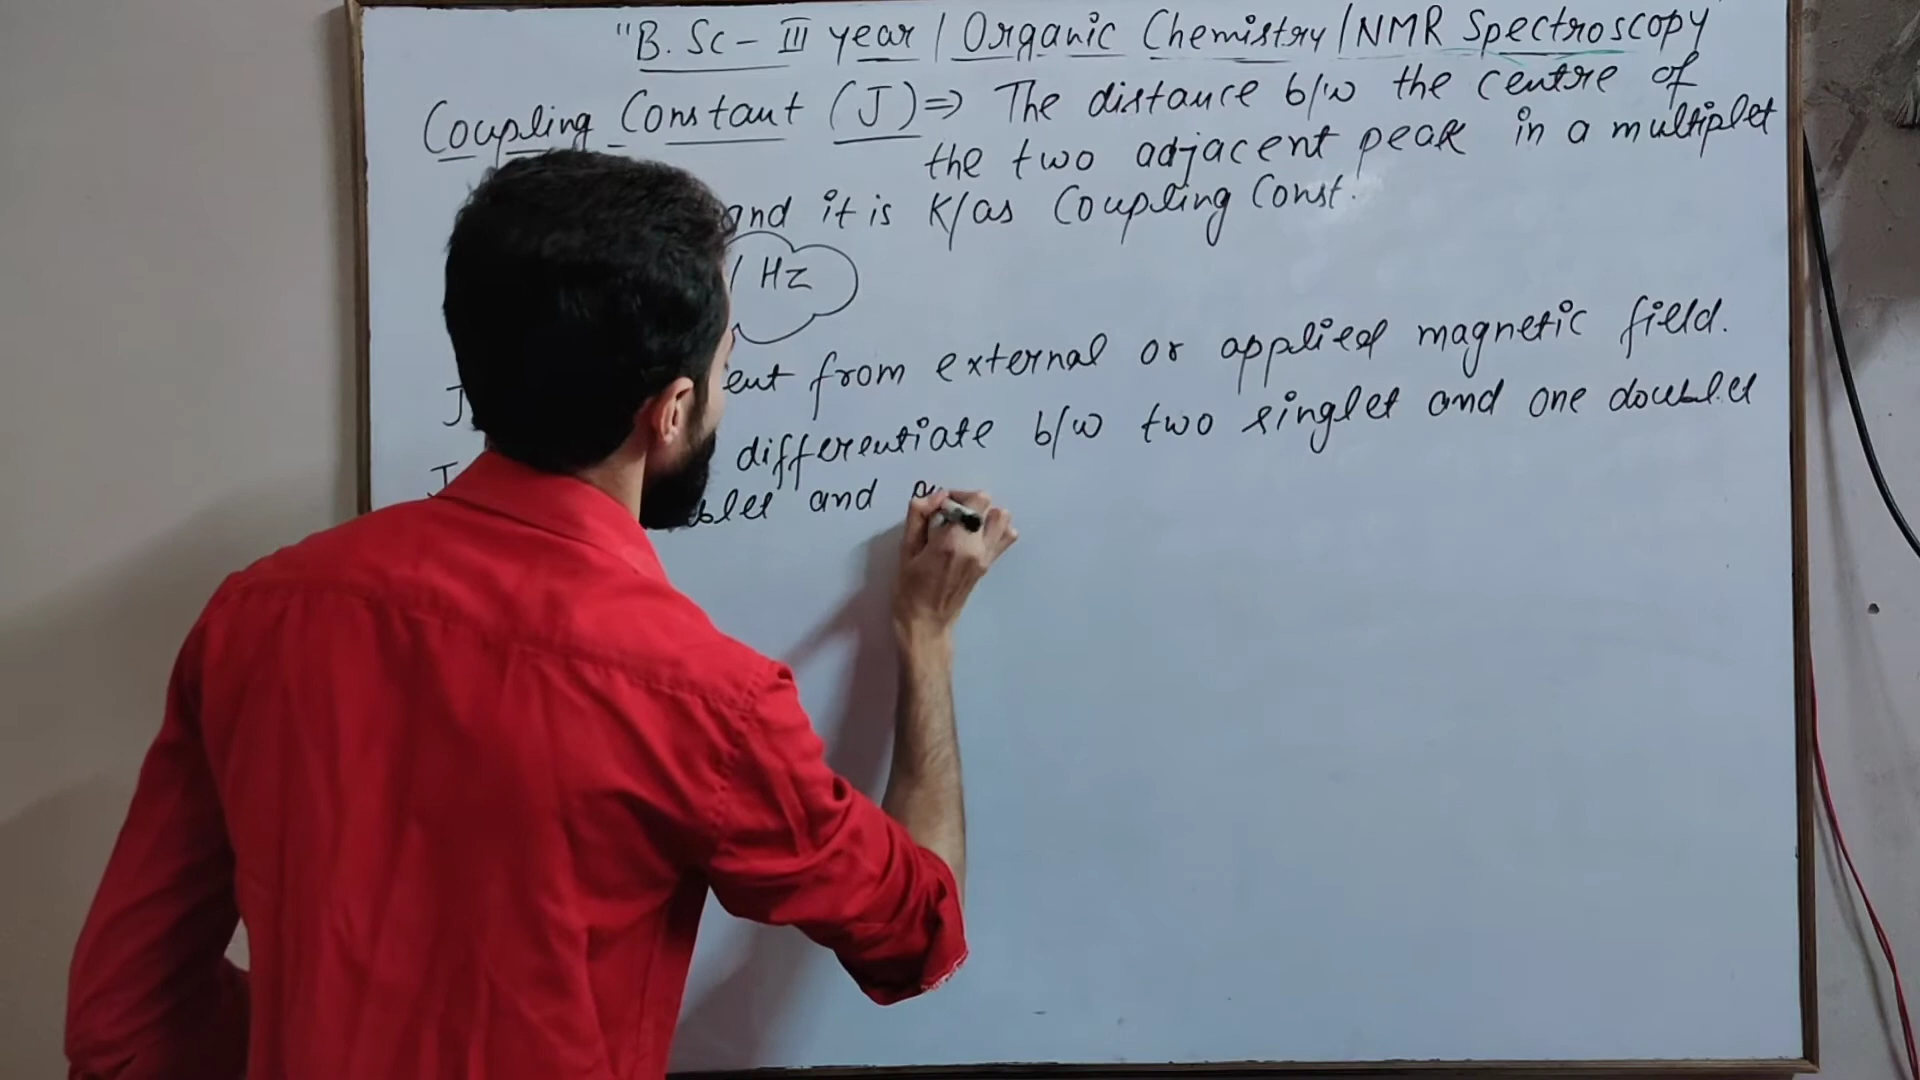 "B. Sc - III year / Organic Chemistry / NMR Spectroscopy
Coupling Constant (J) ⇒ The distance b/w the centre of
the two adjacent peak in a multiplet
and it is K/as Coupling Const.
/ Hz
J from external or applied magnetic field.
J differentiate b/w two singlet and one doublet
and